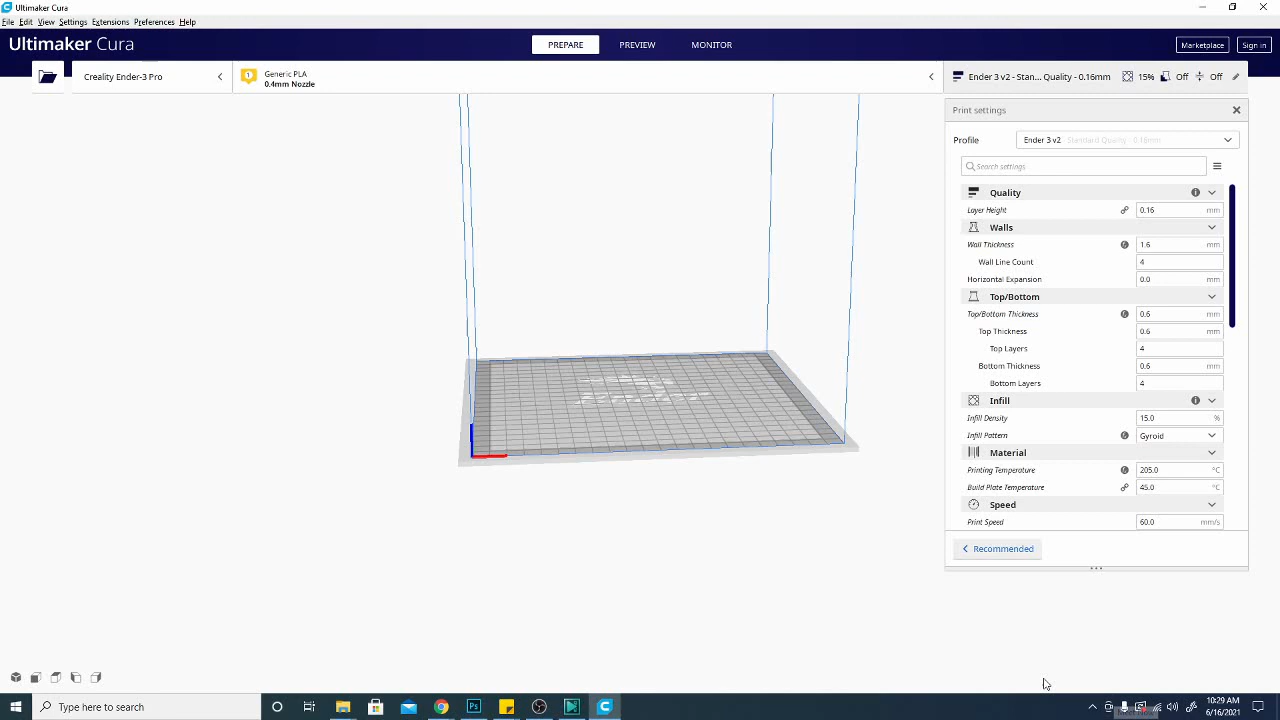 Ultimaker Cura
File Edit View Settings Extensions Preferences Help
Ultimaker Cura
PREPARE PREVIEW MONITOR
Marketplace Sign in
Creality Ender-3 Pro
1 Generic PLA
0.4mm Nozzle
Ender 3 v2 - Stan... Quality - 0.16mm 15% Off Off
Print settings
Profile Ender 3 v2 Standard Quality - 0.16mm
Search settings
Quality
Layer Height 0.16 mm
Walls
Wall Thickness 1.6 mm
Wall Line Count 4
Horizontal Expansion 0.0 mm
Top/Bottom
Top/Bottom Thickness 0.6 mm
Top Thickness 0.6 mm
Top Layers 4
Bottom Thickness 0.6 mm
Bottom Layers 4
Infill
Infill Density 15.0 %
Infill Pattern Gyroid
Material
Printing Temperature 205.0 °C
Build Plate Temperature 45.0 °C
Speed
Print Speed 60.0 mm/s
Recommended
Type here to search
Ps
10:29 AM
6/16/2021